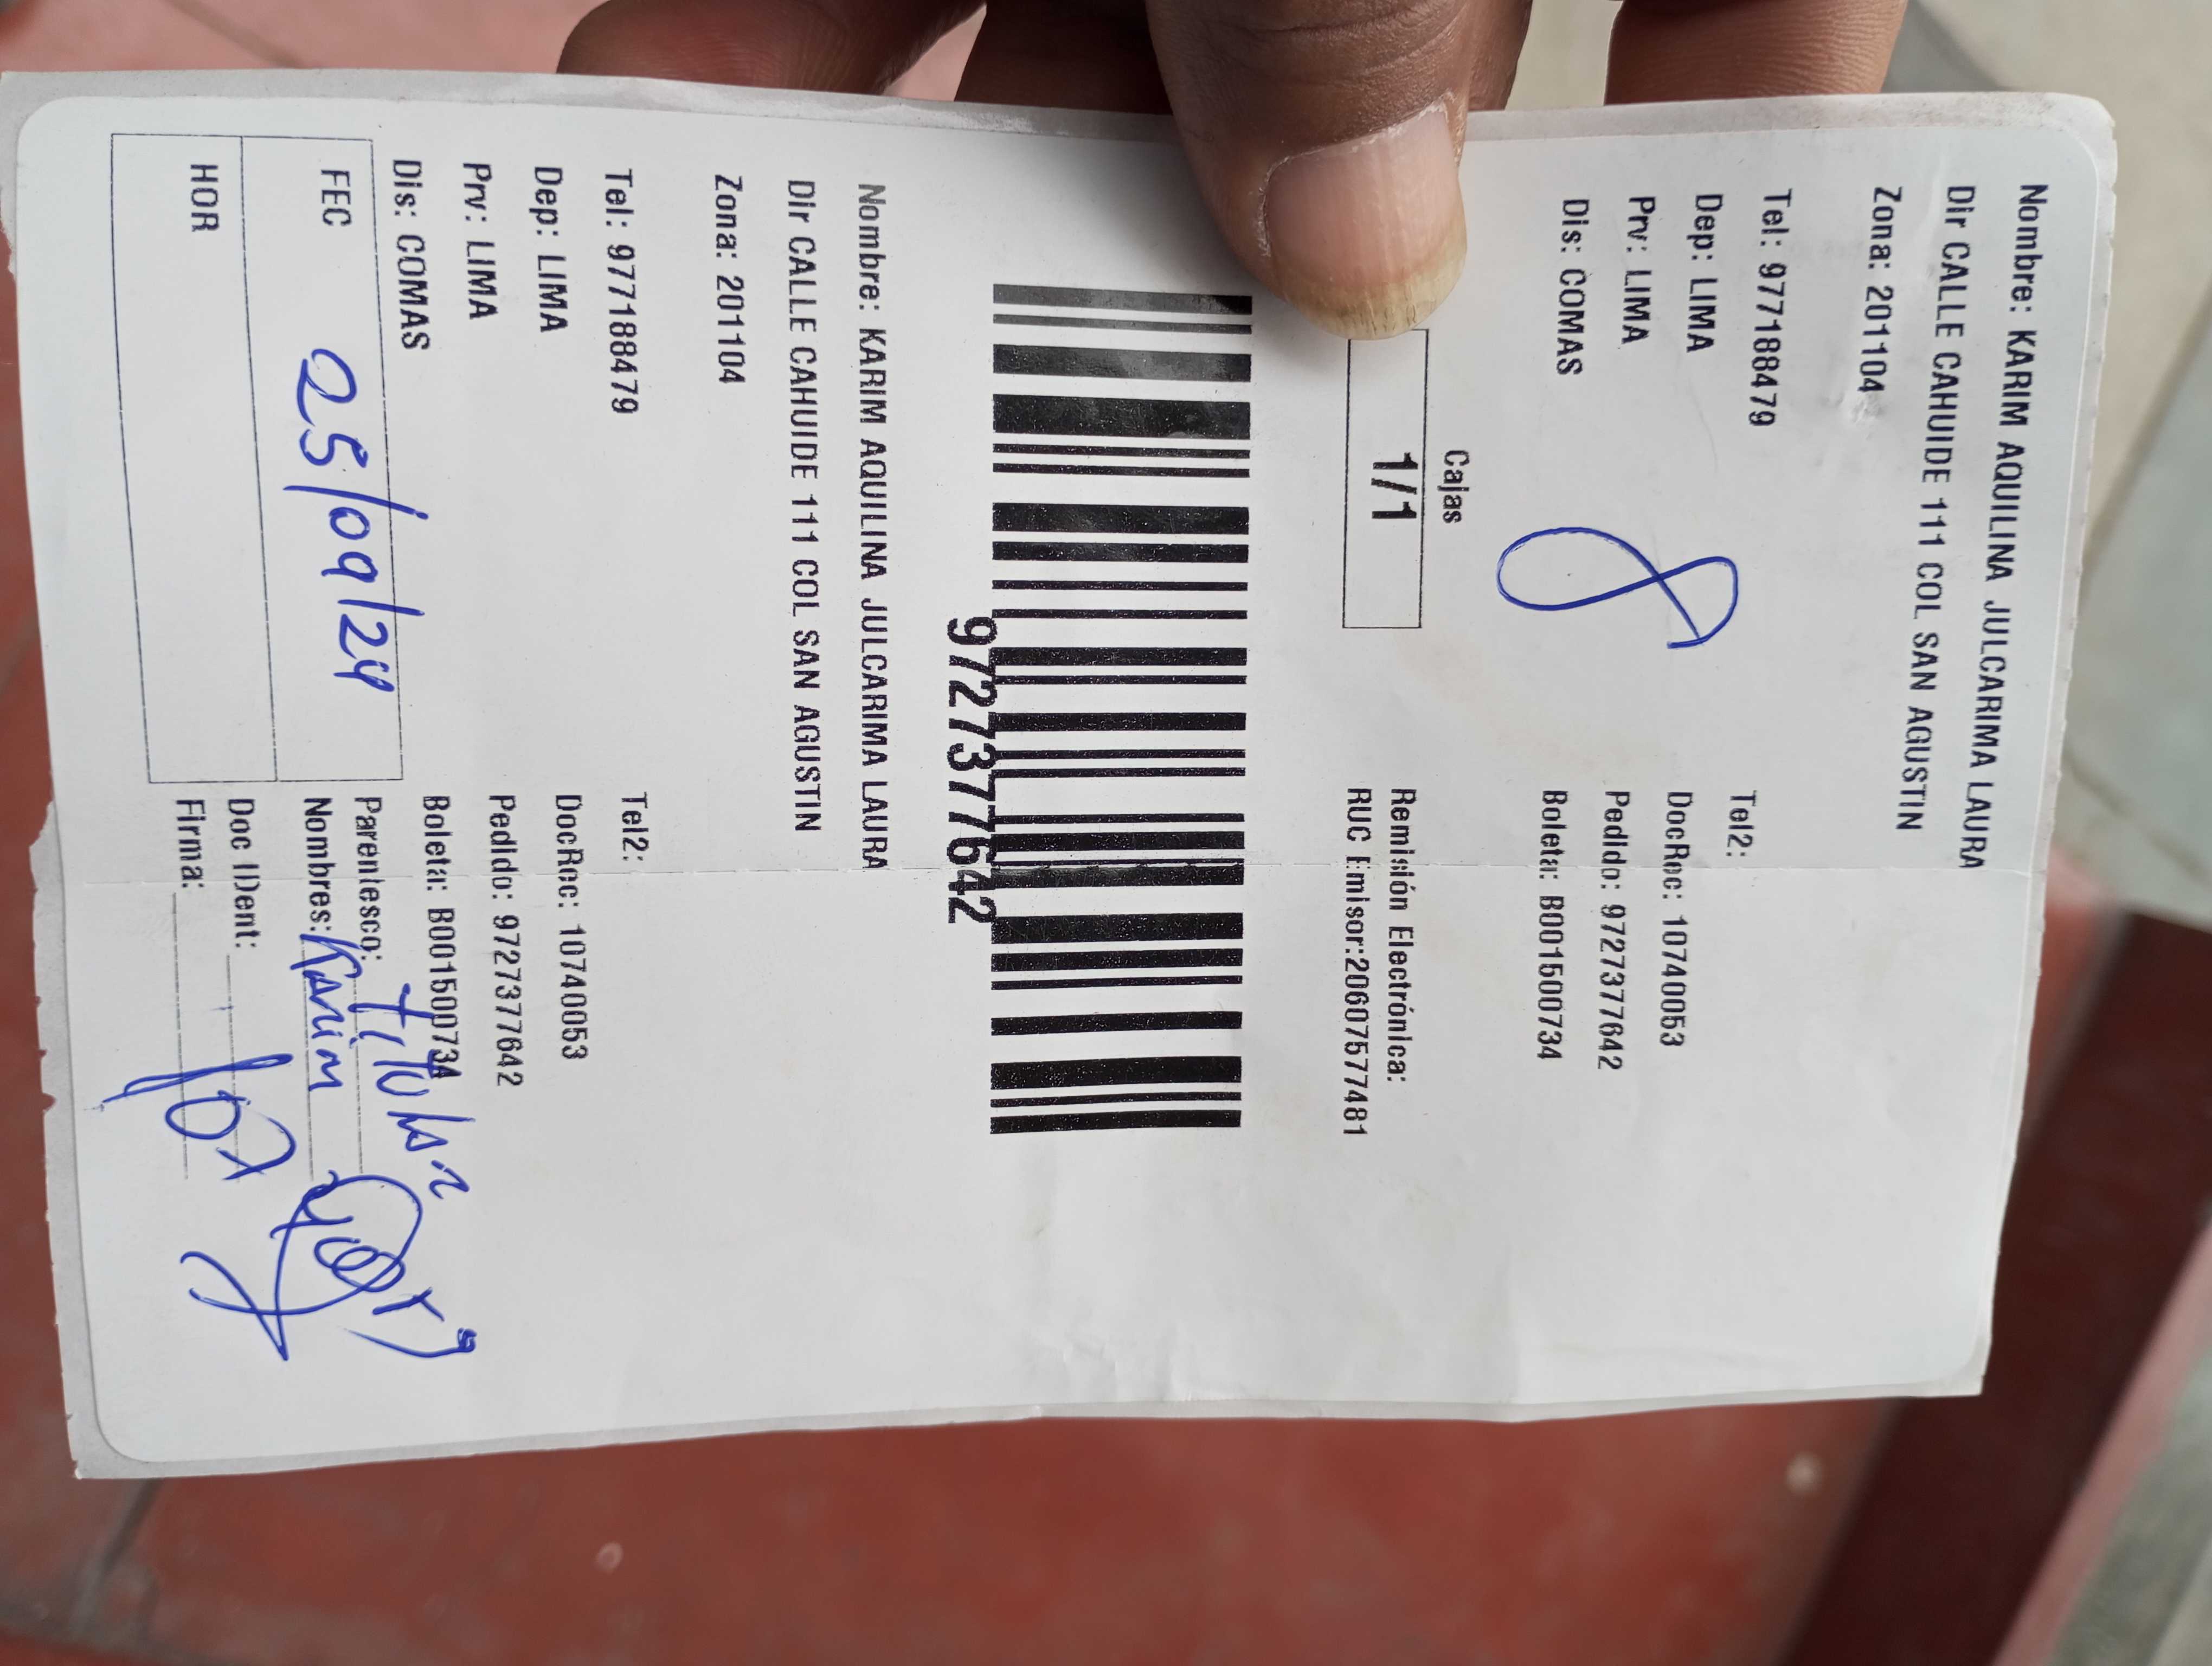 Nombre: KARIM AQUILINA JULCARIMA LAURA
Dir CALLE CAHUIDE 111 COL SAN AGUSTIN
Zona: 201104
Tel: 977188479 Tel2:
Dep: LIMA DocRec: 10740053
Prv: LIMA Pedido: 9727377642
Dis: COMAS Boleta: B001500734
8
Cajas
1/1
Remisión Electrónica:
RUC Emisor:20607577481
9727377642
Nombre: KARIM AQUILINA JULCARIMA LAURA
Dir CALLE CAHUIDE 111 COL SAN AGUSTIN
Zona: 201104
Tel: 977188479 Tel2:
Dep: LIMA DocRec: 10740053
Prv: LIMA Pedido: 9727377642
Dis: COMAS Boleta: B001500734
FEC 25/09/24
Parentesco:
Nombres: Karim
HOR
Doc IDent:
Firma: